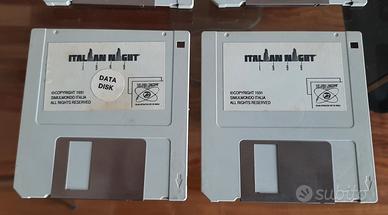 ITALIAN NIGHT
DATA
DISK
©COPYRIGHT 1991
SIMULMONDO ITALIA
ALL RIGHTS RESERVED
ITALIAN NIGHT
©COPYRIGHT 1991
SIMULMONDO ITALIA
ALL RIGHTS RESERVED
subito